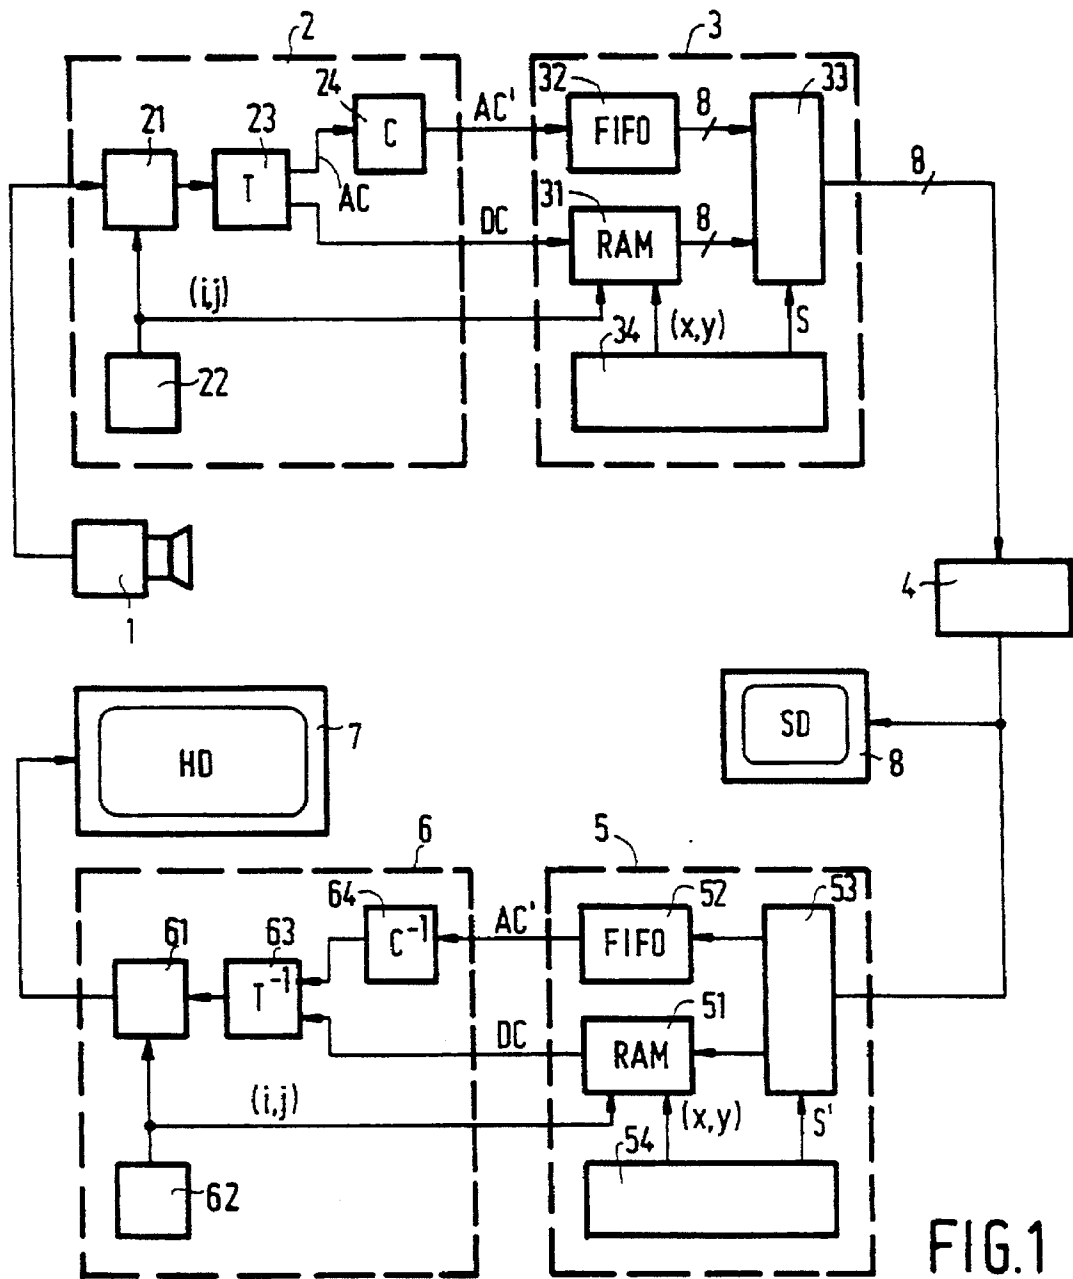 2
3
24
32
33
21
23
C
AC'
FIFO
8
8
T
AC
31
DC
RAM
8
(i,j)
(x,y)
S
34
22
1
4
7
HD
SD
8
6
5
64
52
53
AC'
61
63
C-1
FIFO
T-1
51
DC
RAM
(i,j)
(x,y)
S'
54
62
FIG.1